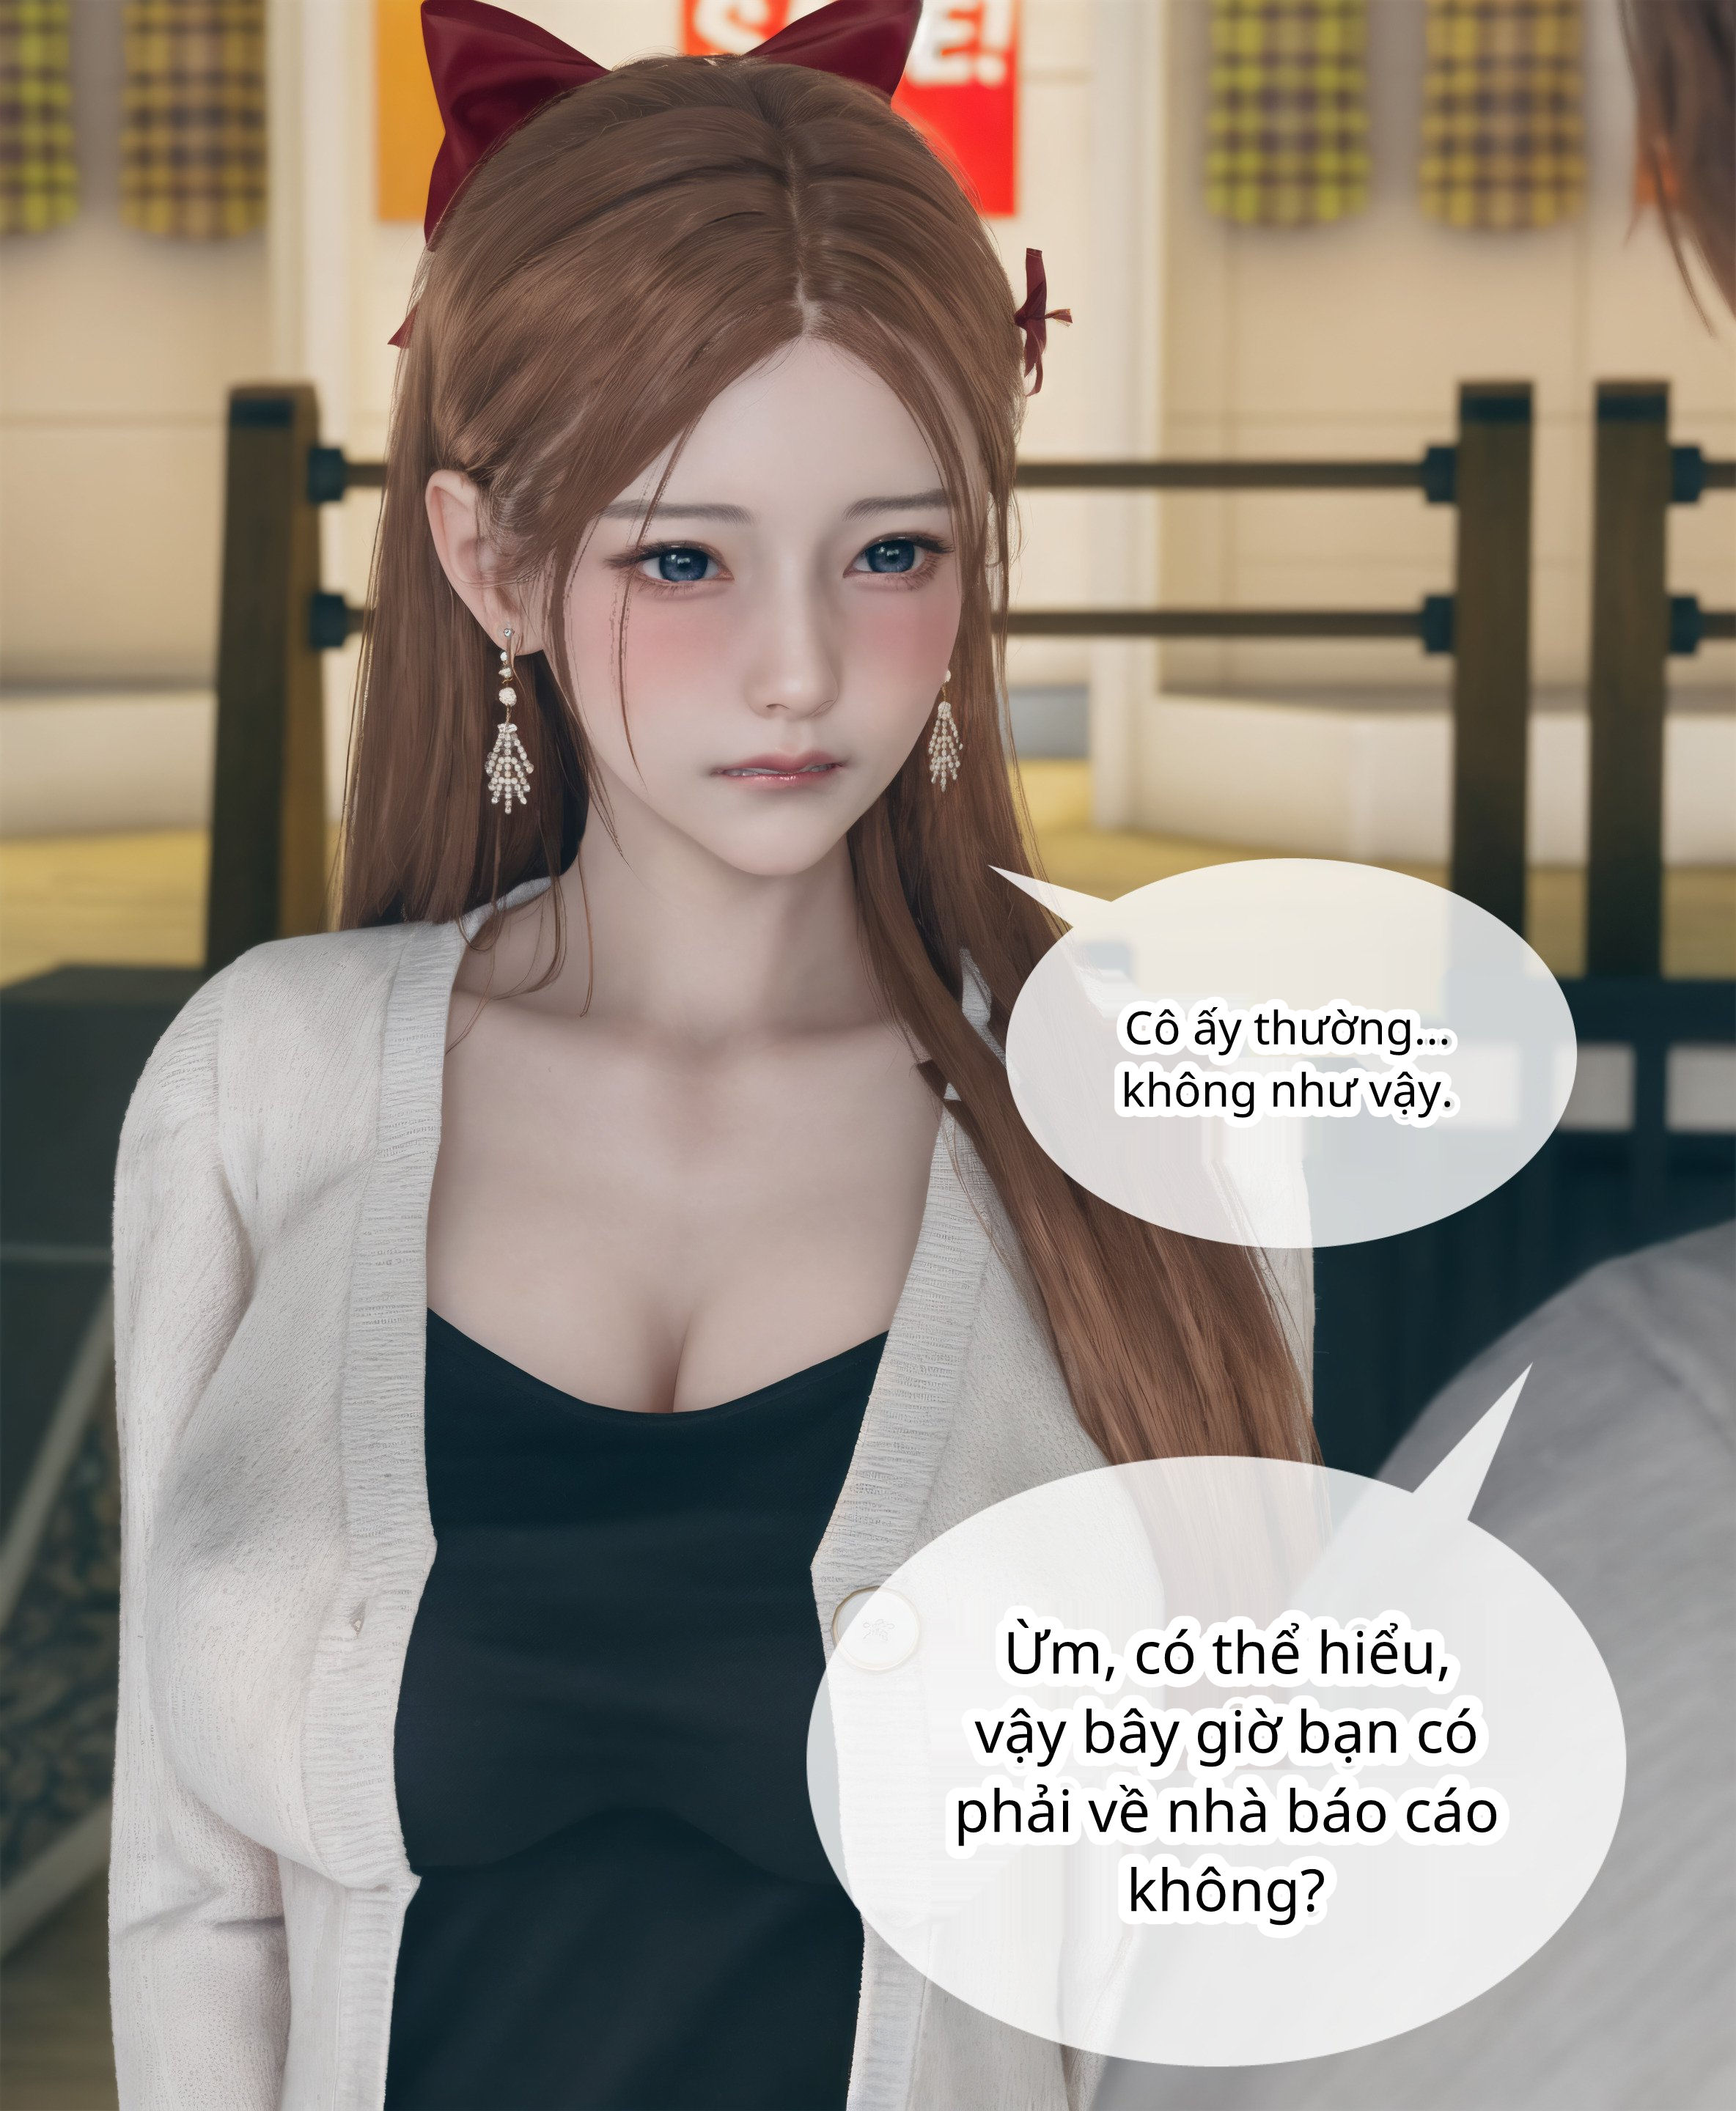 Cô ấy thường...
không như vậy.
Ừm, có thể hiểu,
vậy bây giờ bạn có
phải về nhà báo cáo
không?